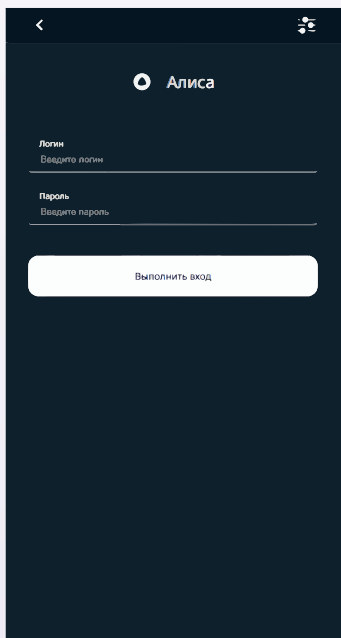 Алиса
Логин
Введите логин
Пароль
Введите пароль
Выполнить вход